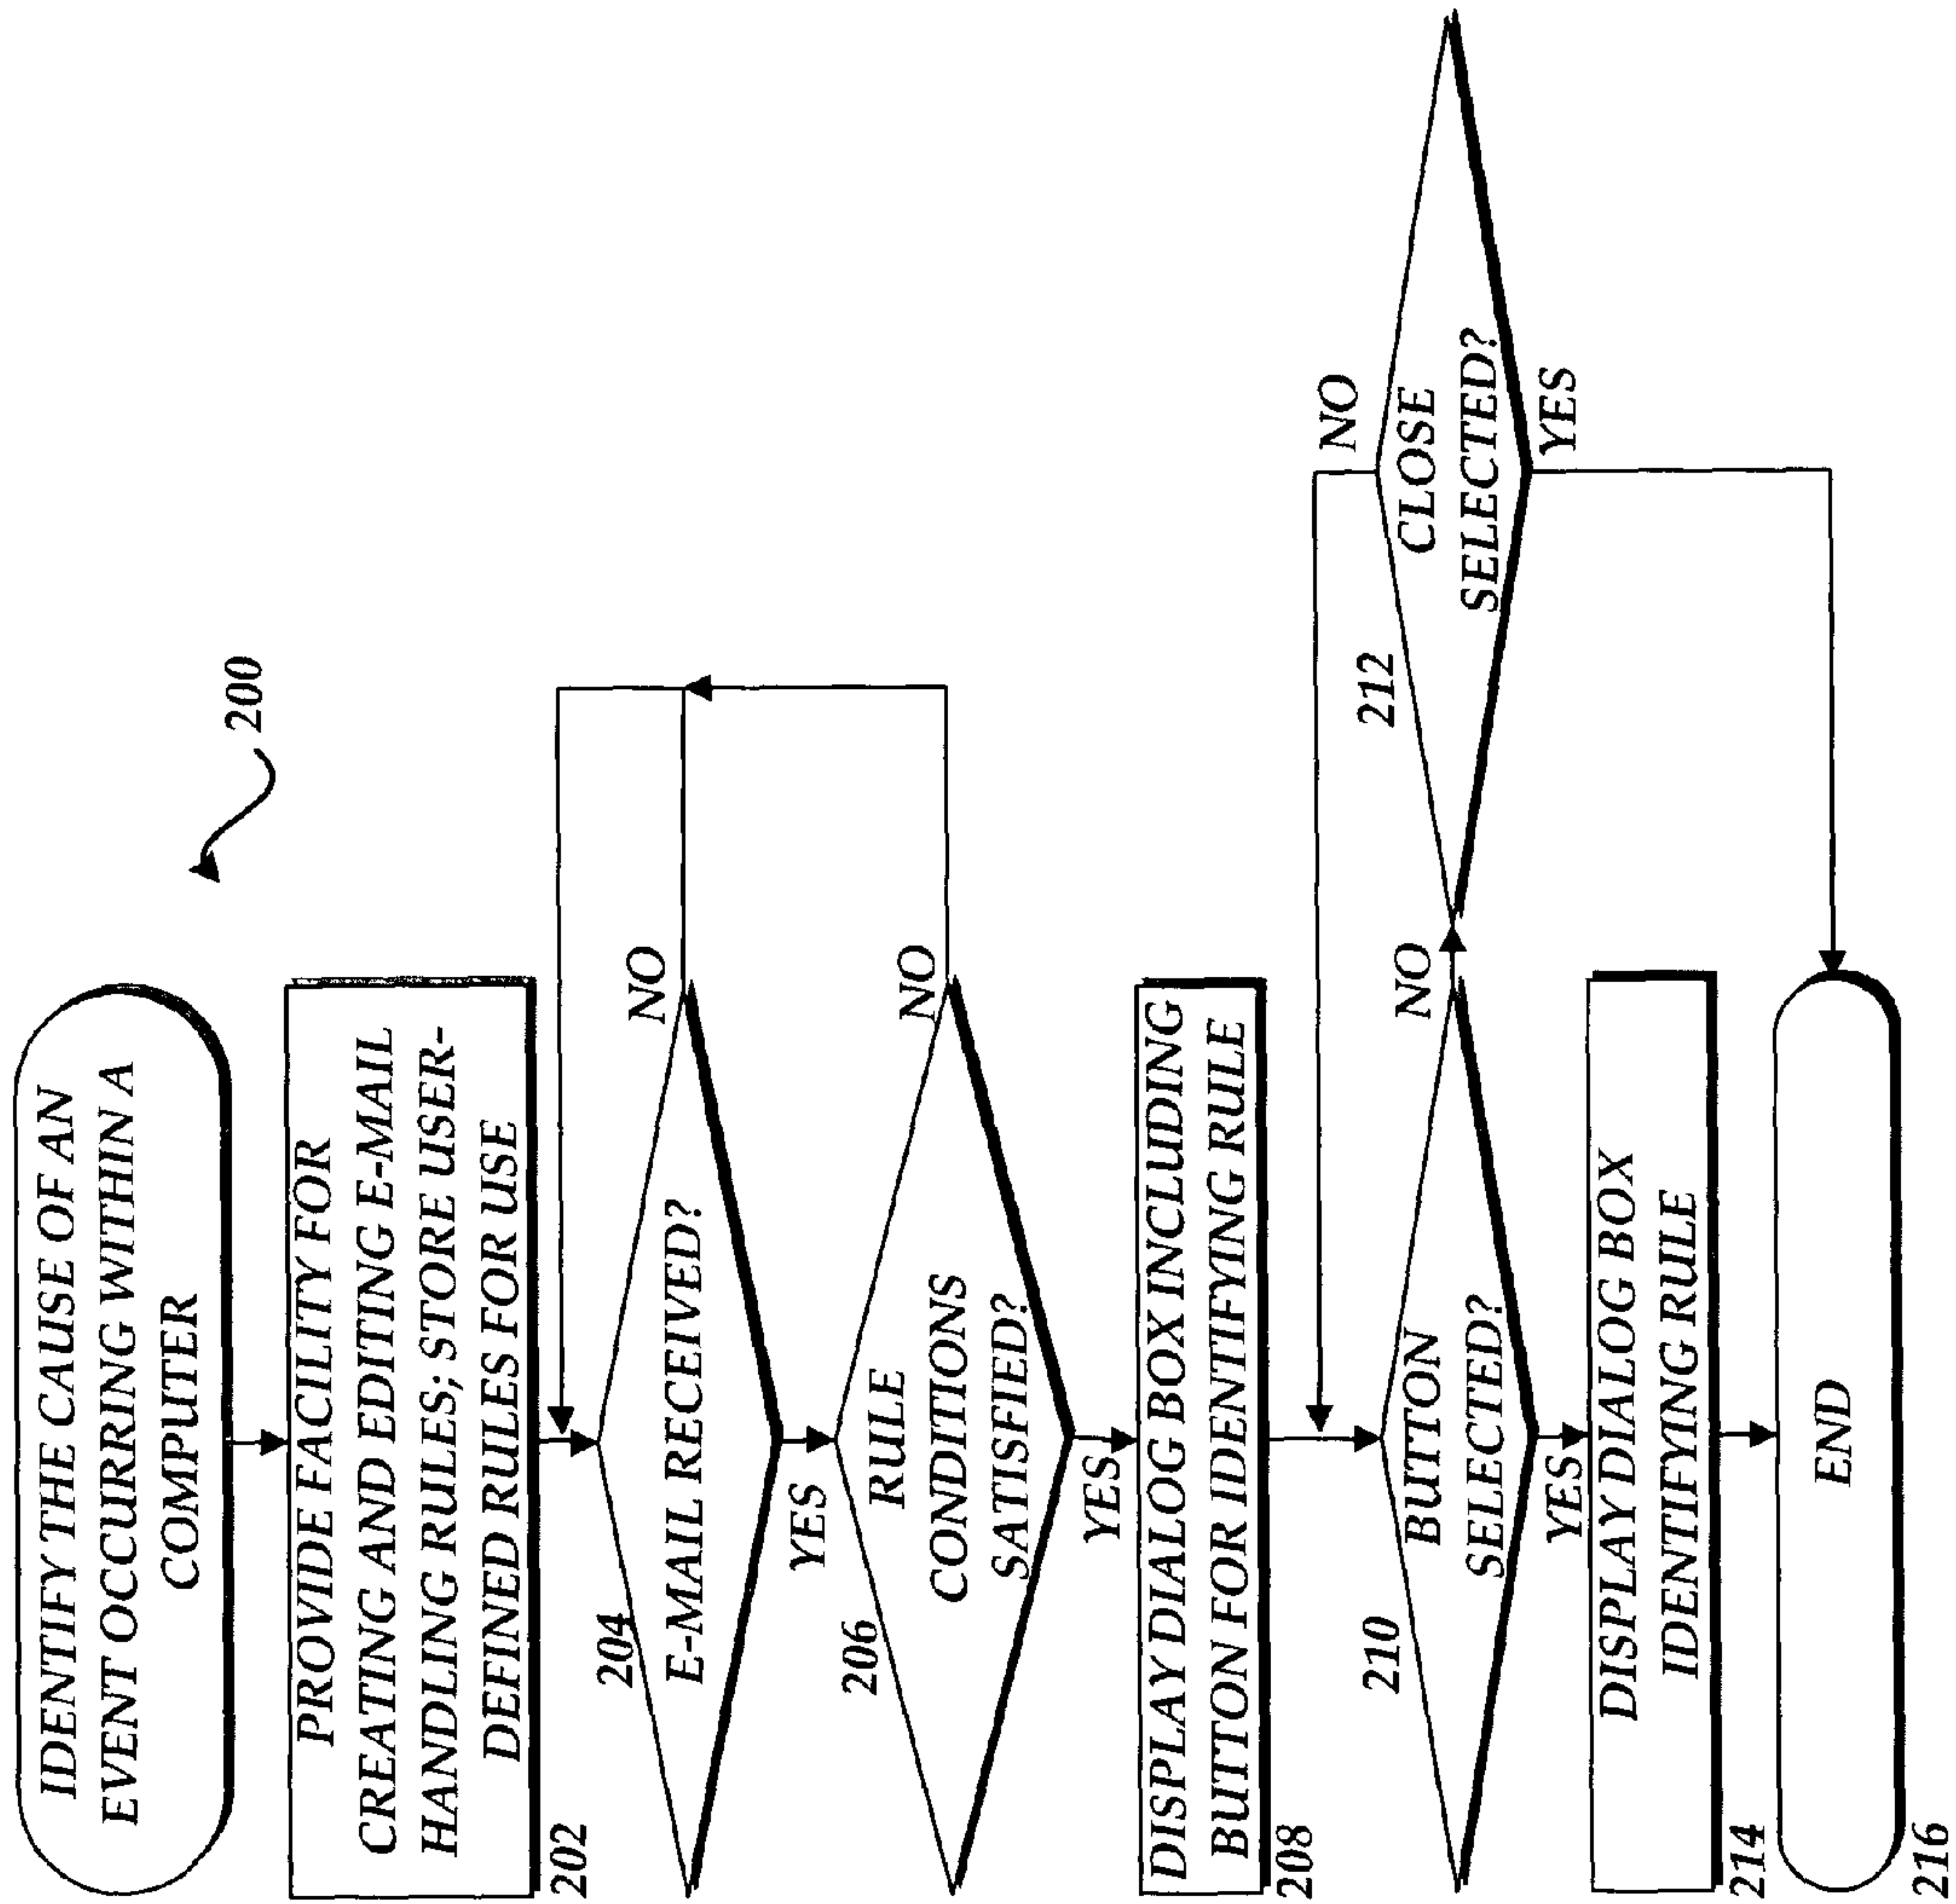 200
IDENTIFY THE CAUSE OF AN
EVENT OCCURRING WITHIN A
COMPUTER
PROVIDE FACILITY FOR
CREATING AND EDITING E-MAIL
HANDLING RULES; STORE USER-
DEFINED RULES FOR USE
202
204
E-MAIL RECEIVED?
NO
YES
206
RULE
CONDITIONS
SATISFIED?
NO
YES
DISPLAY DIALOG BOX INCLUDING
BUTTON FOR IDENTIFYING RULE
208
210
BUTTON
SELECTED?
NO
YES
212
CLOSE
SELECTED?
NO
YES
DISPLAY DIALOG BOX
IDENTIFYING RULE
214
END
216